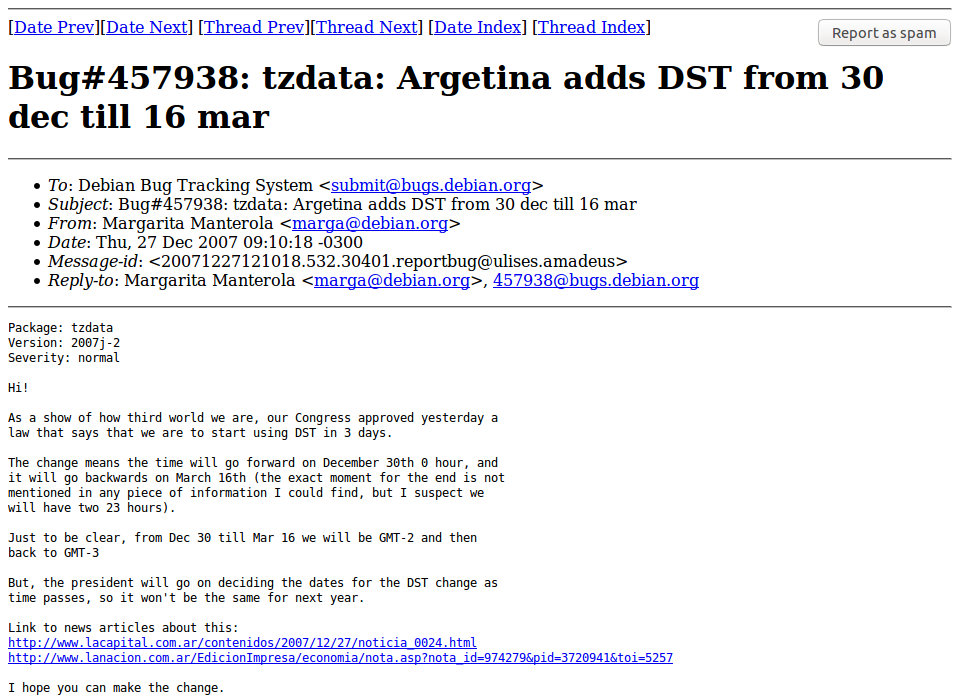 [Date Prev][Date Next] [Thread Prev][Thread Next] [Date Index] [Thread Index]
Report as spam
Bug#457938: tzdata: Argetina adds DST from 30
dec till 16 mar
To: Debian Bug Tracking System <submit@bugs.debian.org>
Subject: Bug#457938: tzdata: Argetina adds DST from 30 dec till 16 mar
From: Margarita Manterola <marga@debian.org>
Date: Thu, 27 Dec 2007 09:10:18 -0300
Message-id: <20071227121018.532.30401.reportbug@ulises.amadeus>
Reply-to: Margarita Manterola <marga@debian.org>, 457938@bugs.debian.org
Package: tzdata
Version: 2007j-2
Severity: normal
Hi!
As a show of how third world we are, our Congress approved yesterday a
law that says that we are to start using DST in 3 days.
The change means the time will go forward on December 30th 0 hour, and
it will go backwards on March 16th (the exact moment for the end is not
mentioned in any piece of information I could find, but I suspect we
will have two 23 hours).
Just to be clear, from Dec 30 till Mar 16 we will be GMT-2 and then
back to GMT-3
But, the president will go on deciding the dates for the DST change as
time passes, so it won't be the same for next year.
Link to news articles about this:
http://www.lacapital.com.ar/contenidos/2007/12/27/noticia_0024.html
http://www.lanacion.com.ar/EdicionImpresa/economia/nota.asp?nota_id=974279&pid=3720941&toi=5257
I hope you can make the change.